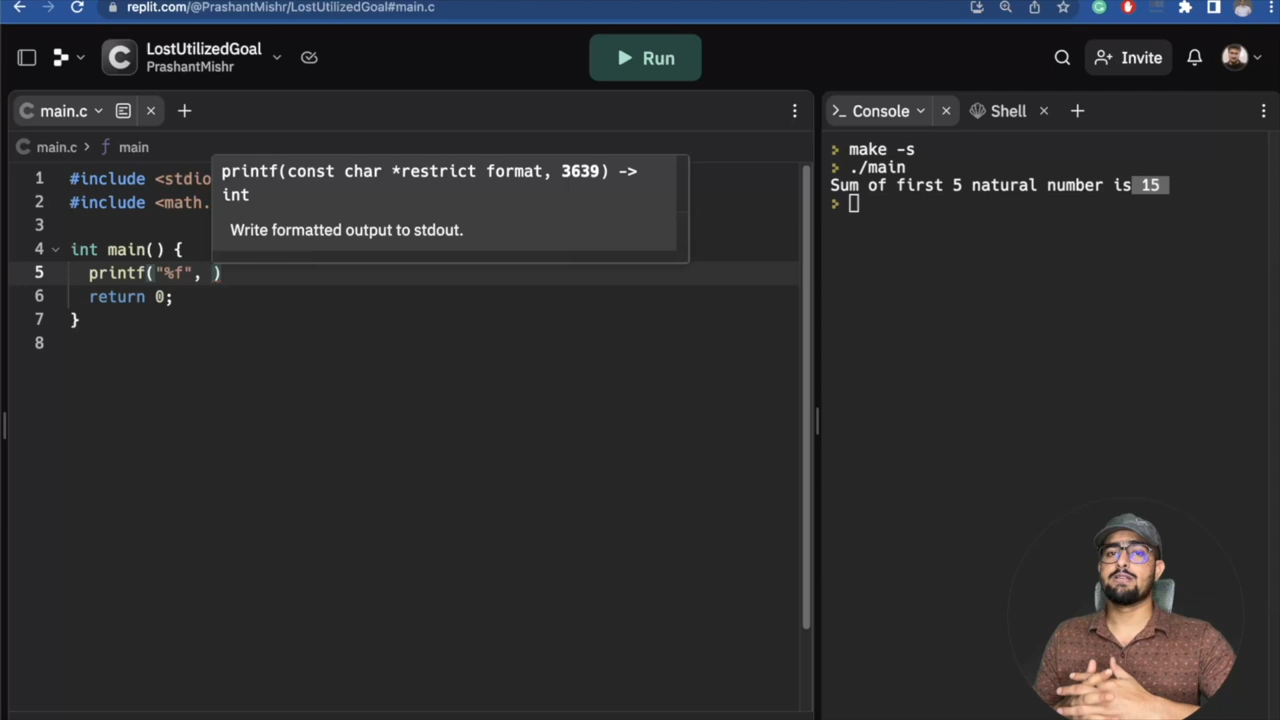 replit.com/@PrashantMishr/LostUtilizedGoal#main.c
LostUtilizedGoal
PrashantMishr
Run
Invite
main.c
Console
Shell
main.c > main
1 #include <stdio
2 #include <math.
3
4 int main() {
5 printf("%f", )
6 return 0;
7 }
8
printf(const char *restrict format, 3639) ->
int
Write formatted output to stdout.
> make -s
> ./main
Sum of first 5 natural number is 15
>